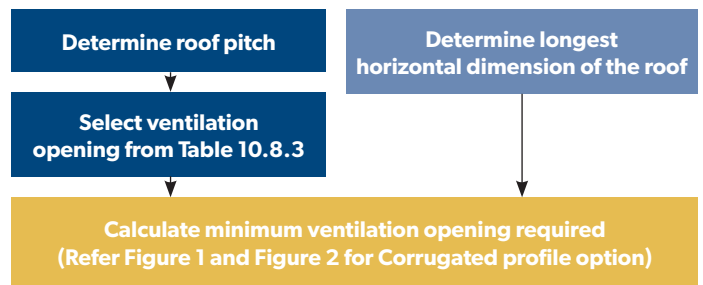 Determine roof pitch
Determine longest
horizontal dimension of the roof
Select ventilation
opening from Table 10.8.3
Calculate minimum ventilation opening required
(Refer Figure 1 and Figure 2 for Corrugated profile option)